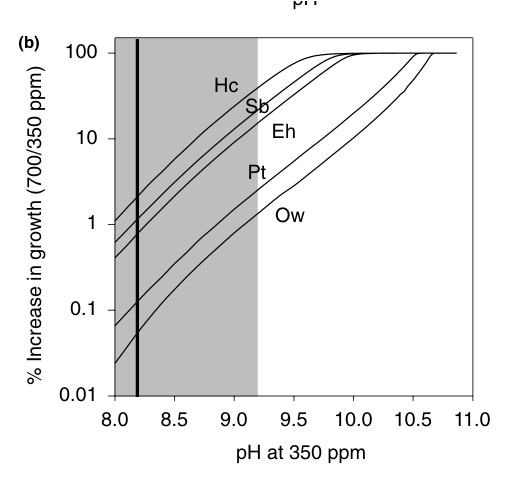 pH
(b)
% Increase in growth (700/350 ppm)
100
10
1
0.1
0.01
Hc
Sb
Eh
Pt
Ow
8.0 8.5 9.0 9.5 10.0 10.5 11.0
pH at 350 ppm